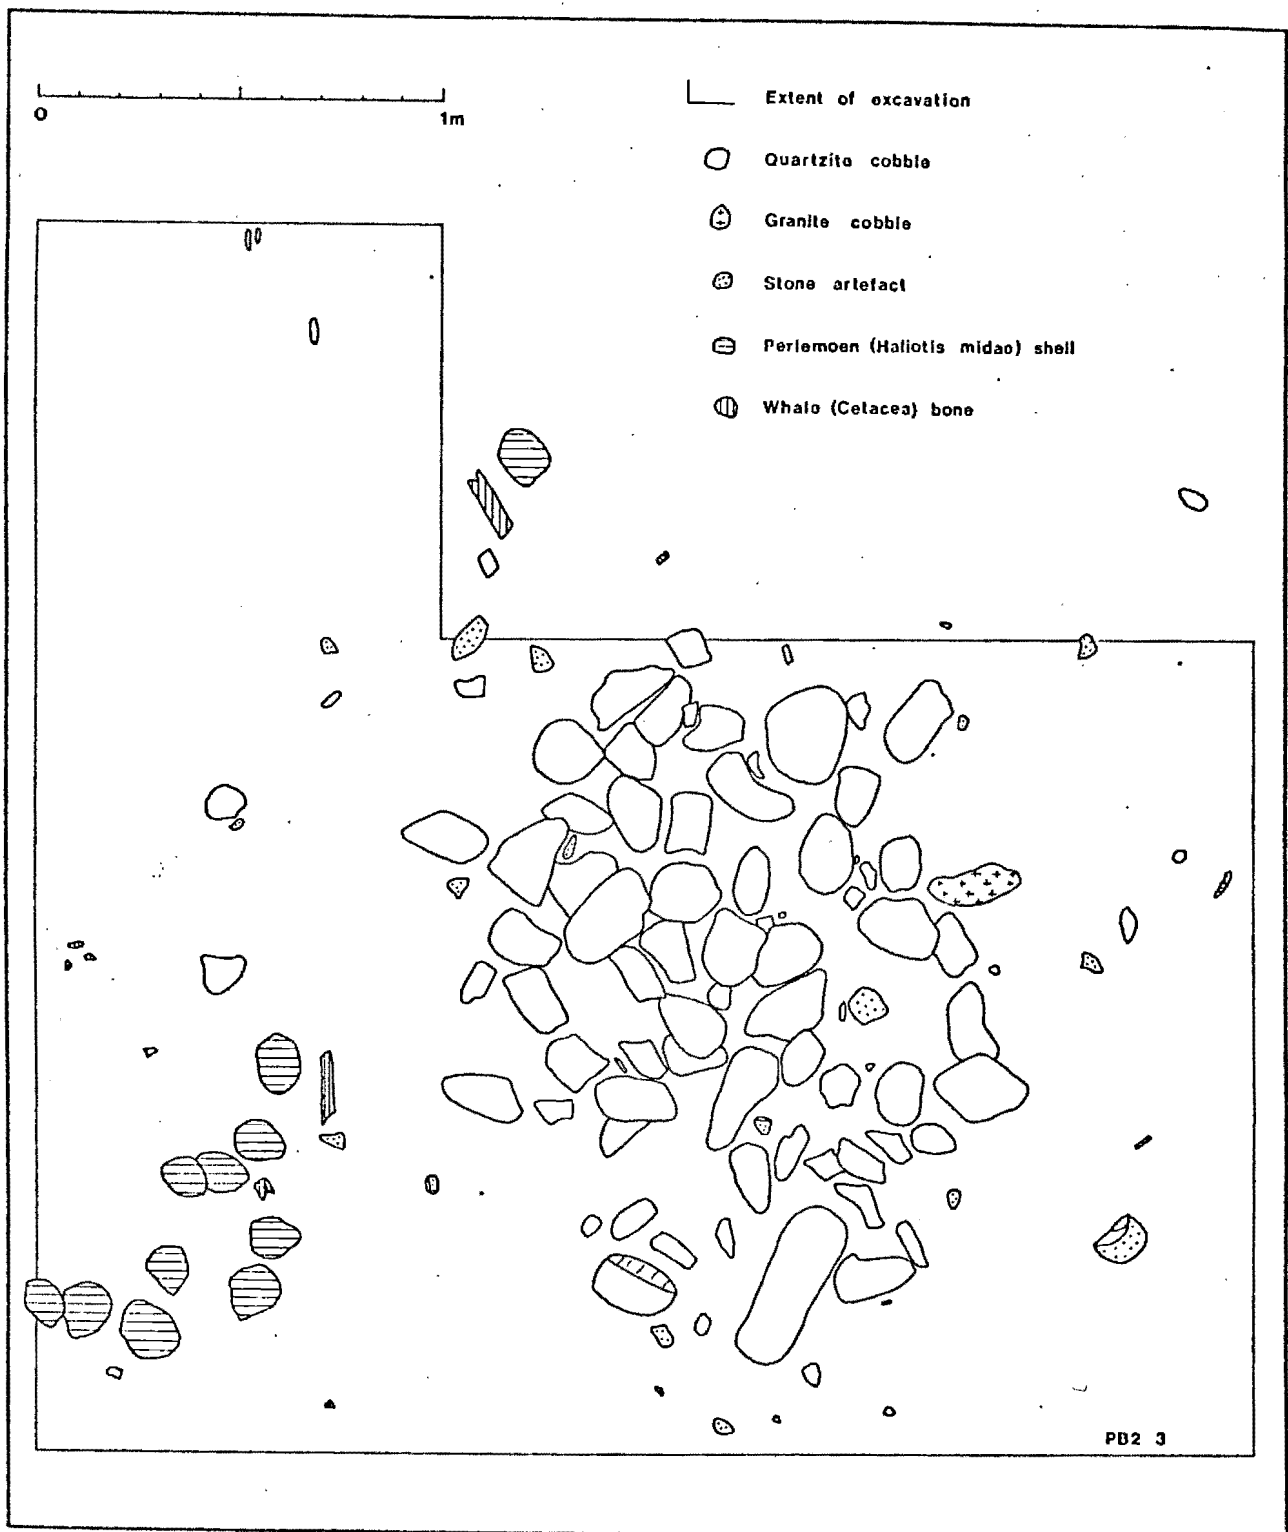 0 1m
Extent of excavation
Quartzite cobble
Granite cobble
Stone artefact
Perlemoen (Haliotis midae) shell
Whale (Cetacea) bone
PB2 3